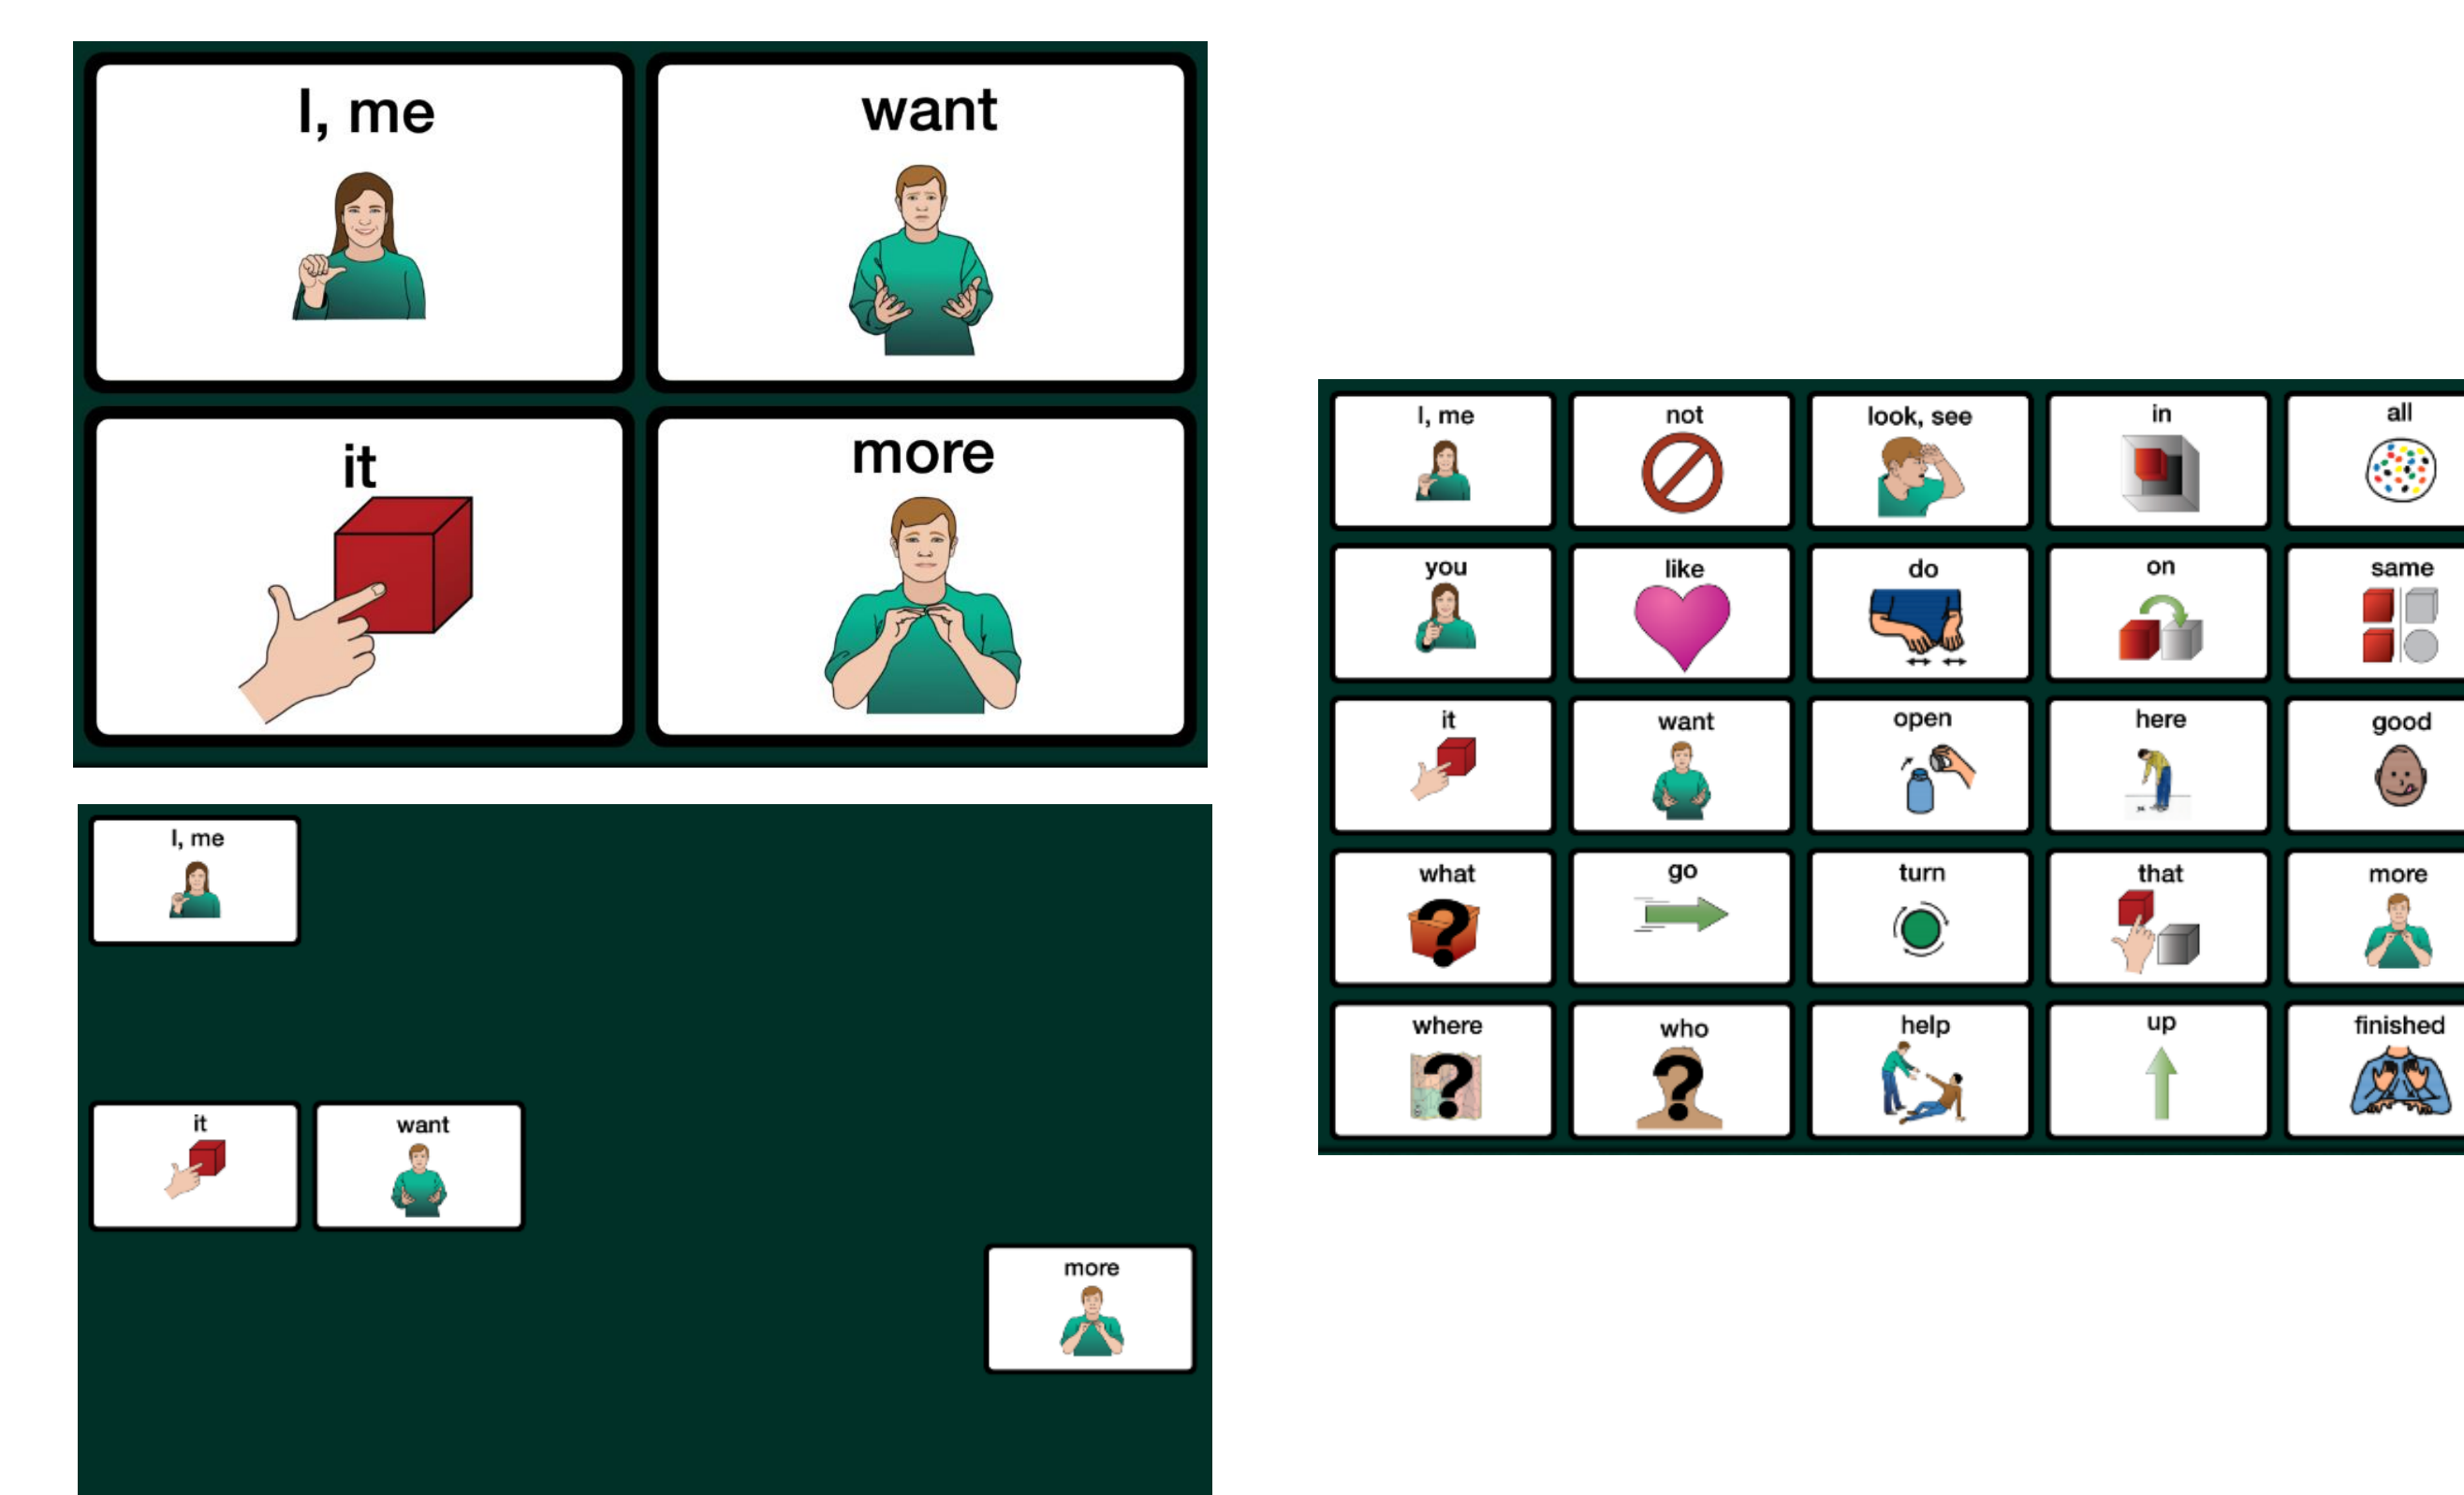 I, me want
it more
I, me
it want
more
I, me not look, see in all
you like do on same
it want open here good
what go turn that more
where who help up finished